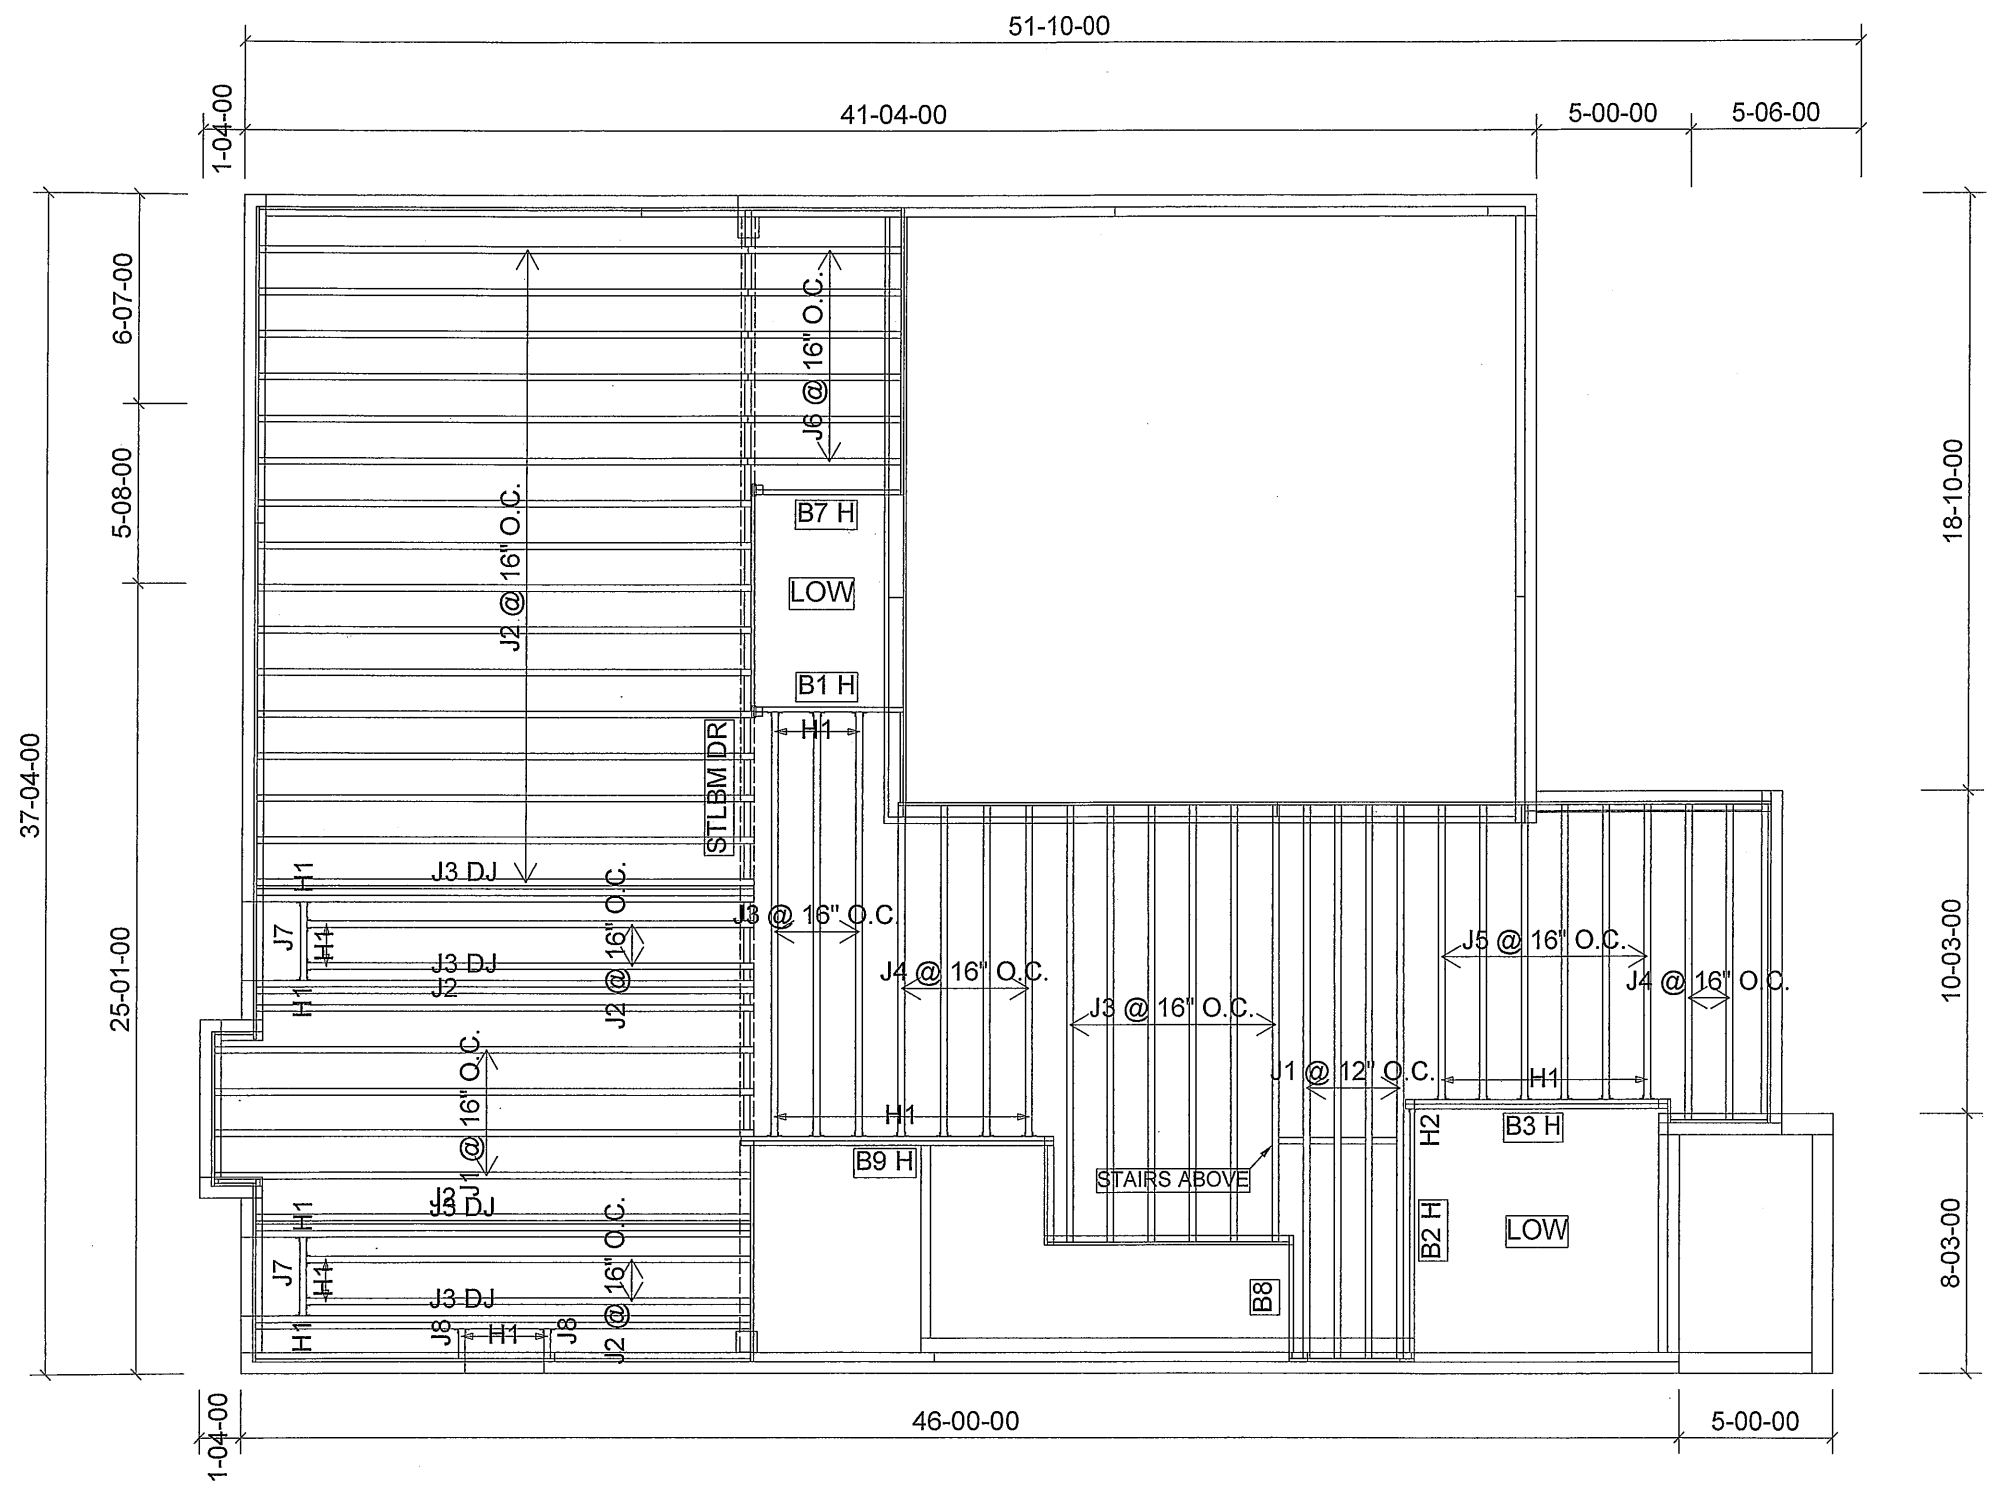 51-10-00
1-04-00
41-04-00
5-00-00
5-06-00
6-07-00
5-08-00
37-04-00
25-01-00
18-10-00
10-03-00
8-03-00
J2 @ 16" O.C.
J6 @ 16" O.C.
B7 H
LOW
B1 H
H1
STLBM DR
H1
J3 DJ
J2 @ 16" O.C.
J3 @ 16" O.C.
J7
H1
J3 DJ
J2
H1
J4 @ 16" O.C.
J5 @ 16" O.C.
J4 @ 16" O.C.
J3 @ 16" O.C.
J1 @ 16" O.C.
J1 @ 12" O.C.
H1
H1
H2
B3 H
B9 H
STAIRS ABOVE
J2
J3 DJ
H1
J2 @ 16" O.C.
B2 H
LOW
J7
H1
J3 DJ
B8
H1
J8
H1
J8
1-04-00
46-00-00
5-00-00